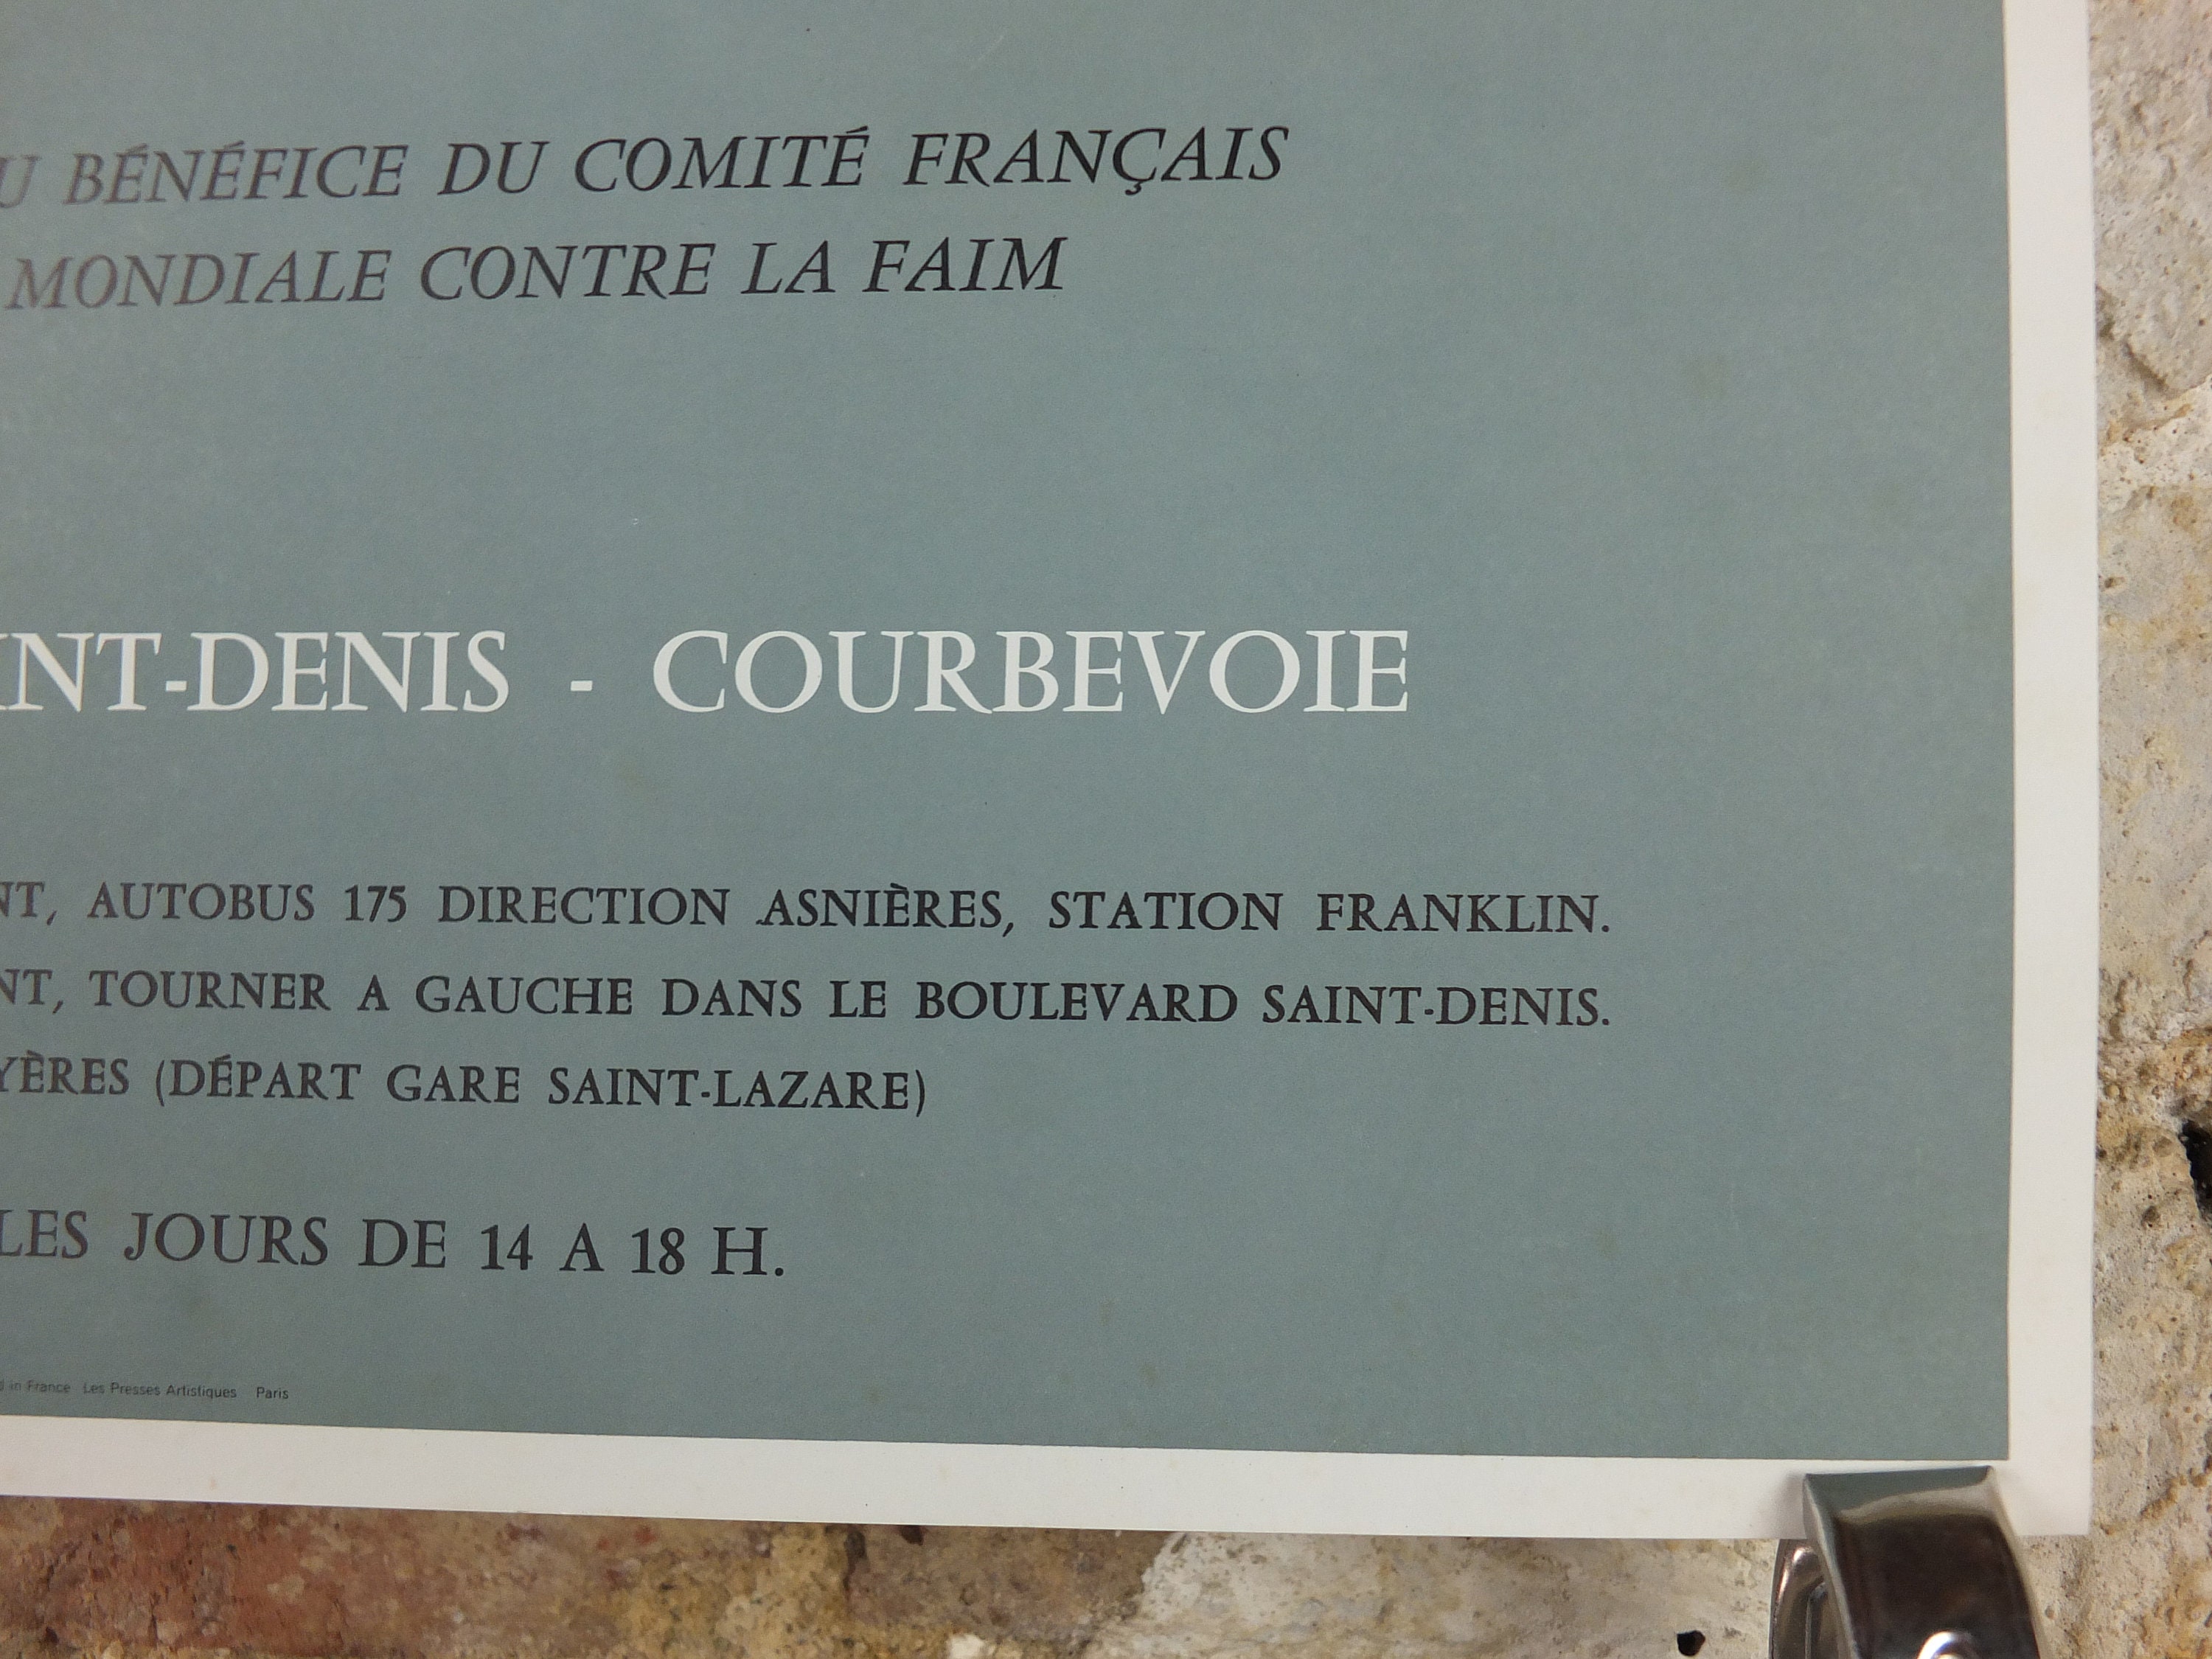 U BÉNÉFICE DU COMITÉ FRANÇAIS
MONDIALE CONTRE LA FAIM
INT-DENIS - COURBEVOIE
NT, AUTOBUS 175 DIRECTION ASNIÈRES, STATION FRANKLIN.
NT, TOURNER A GAUCHE DANS LE BOULEVARD SAINT-DENIS.
YÈRES (DÉPART GARE SAINT-LAZARE)
LES JOURS DE 14 A 18 H.
d in France Les Presses Artistiques Paris